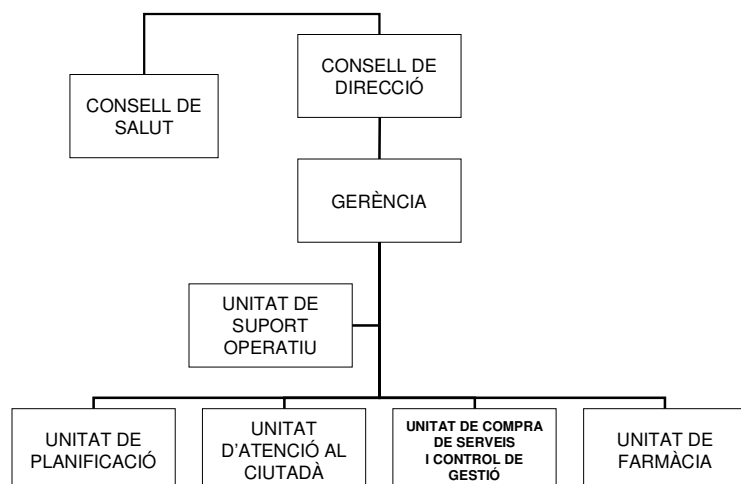 CONSELL DE
DIRECCIÓ
CONSELL DE
SALUT
GERÈNCIA
UNITAT DE
SUPORT
OPERATIU
UNITAT DE
PLANIFICACIÓ
UNITAT
D'ATENCIÓ AL
CIUTADÀ
UNITAT DE COMPRA
DE SERVEIS
I CONTROL DE
GESTIÓ
UNITAT DE
FARMÀCIA